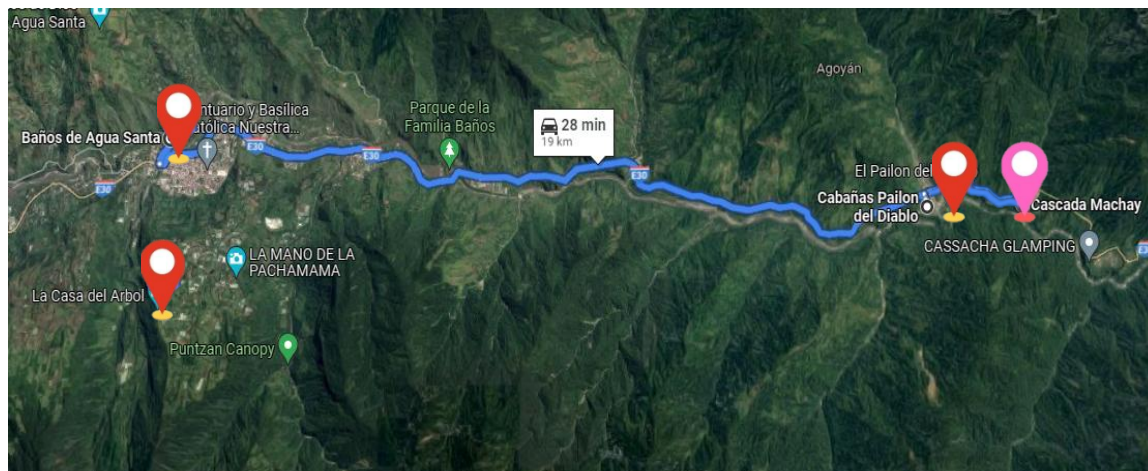 Agua Santa
Agoyán
ntuario y Basílica
atólica Nuestra...
Baños de Agua Santa
Parque de la
Familia Baños
28 min
19 km
E30
E30
E30
E30
El Pailon del
Cabañas Pailon
del Diablo
Cascada Machay
CASSACHA GLAMPING
LA MANO DE LA
PACHAMAMA
La Casa del Arbol
Puntzan Canopy